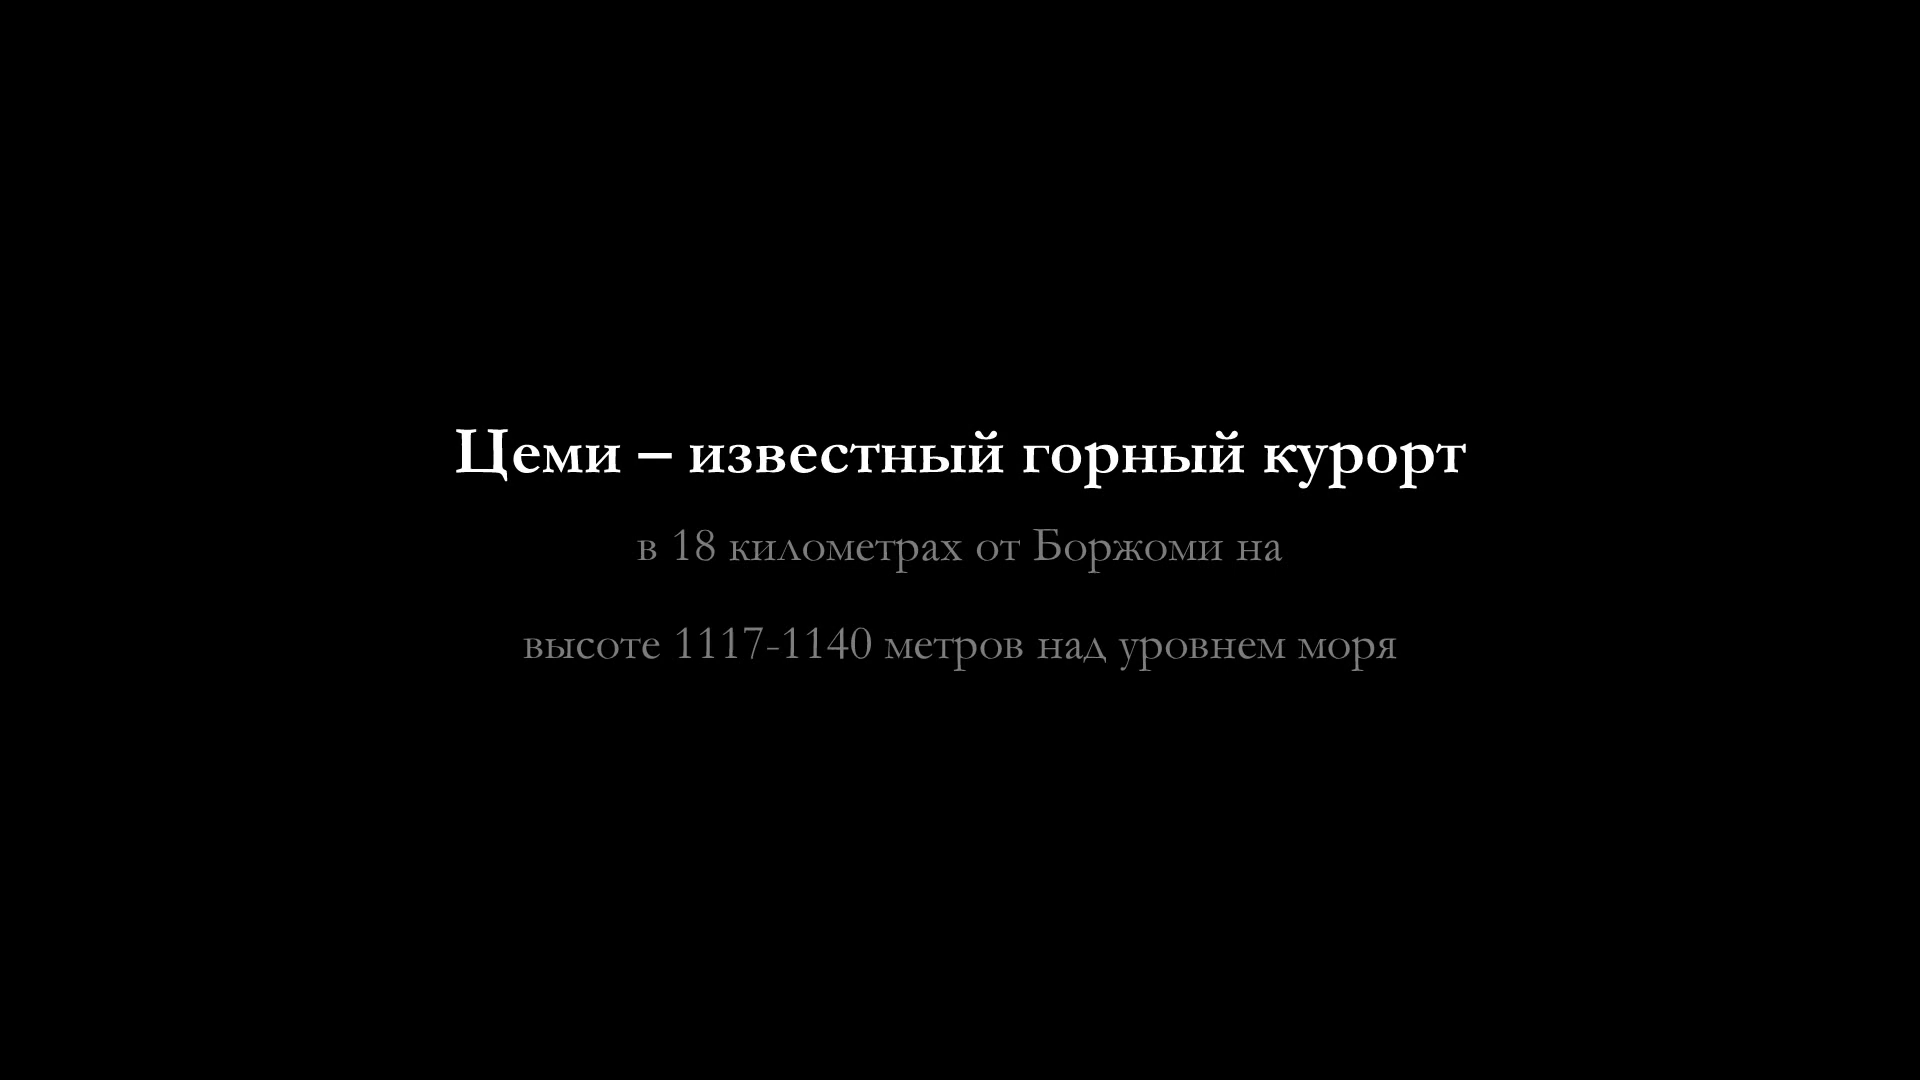 Цеми – известный горный курорт
в 18 километрах от Боржоми на
высоте 1117-1140 метров над уровнем моря